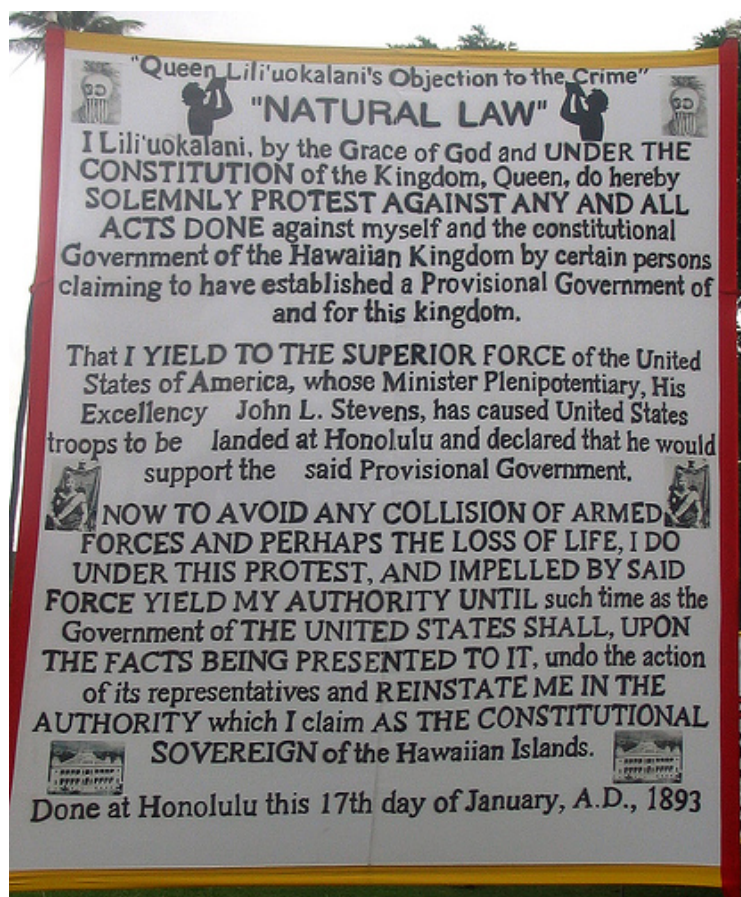 "Queen Lili'uokalani's Objection to the Crime"
"NATURAL LAW"
I Lili'uokalani, by the Grace of God and UNDER THE
CONSTITUTION of the Kingdom, Queen, do hereby
SOLEMNLY PROTEST AGAINST ANY AND ALL
ACTS DONE against myself and the constitutional
Government of the Hawaiian Kingdom by certain persons
claiming to have established a Provisional Government of
and for this kingdom.
That I YIELD TO THE SUPERIOR FORCE of the United
States of America, whose Minister Plenipotentiary, His
Excellency John L. Stevens, has caused United States
troops to be landed at Honolulu and declared that he would
support the said Provisional Government.
NOW TO AVOID ANY COLLISION OF ARMED
FORCES AND PERHAPS THE LOSS OF LIFE, I DO
UNDER THIS PROTEST, AND IMPELLED BY SAID
FORCE YIELD MY AUTHORITY UNTIL such time as the
Government of THE UNITED STATES SHALL, UPON
THE FACTS BEING PRESENTED TO IT, undo the action
of its representatives and REINSTATE ME IN THE
AUTHORITY which I claim AS THE CONSTITUTIONAL
SOVEREIGN of the Hawaiian Islands.
Done at Honolulu this 17th day of January, A.D., 1893